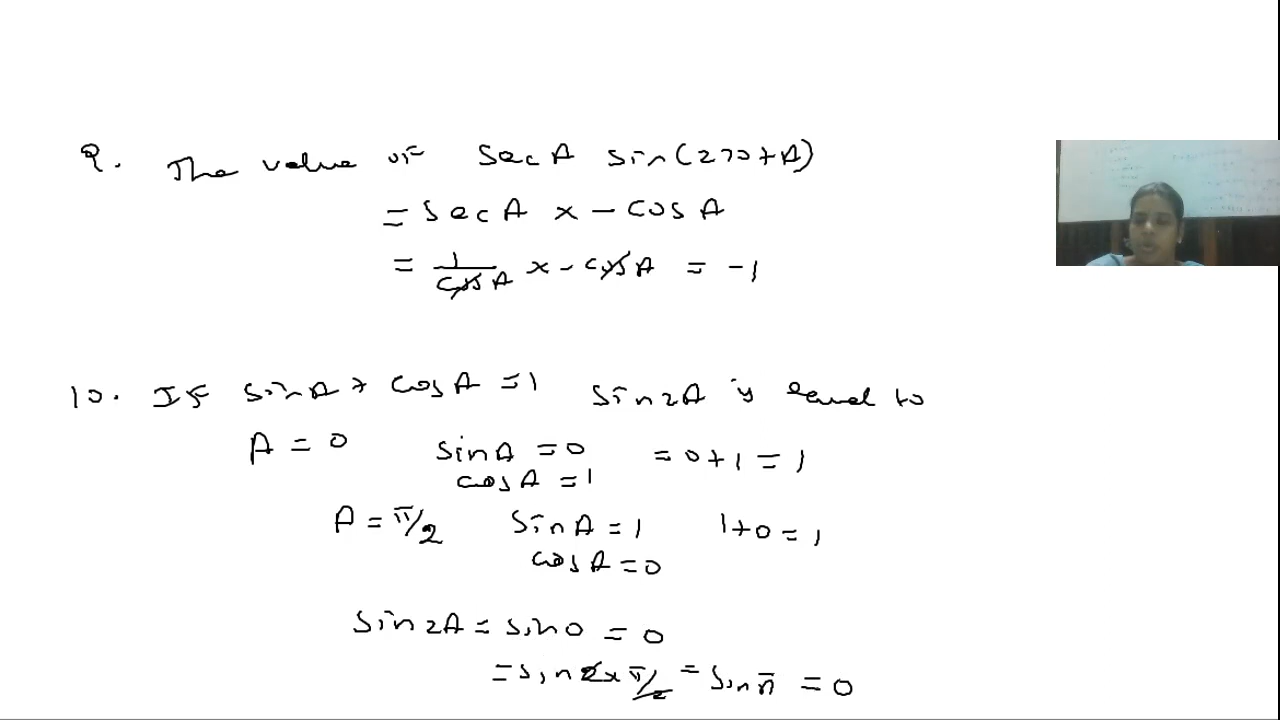 9. The value of sec A sin(270+A)
= sec A x - cos A
= 1/cos A x - cos A = -1
10. If sin A + cos A = 1 sin 2A is equal to
A = 0 sin A = 0 = 0+1 = 1
cos A = 1
A = π/2 sin A = 1 1+0 = 1
cos A = 0
sin 2A = sin 0 = 0
= sin 2 x π/2 = sin π = 0